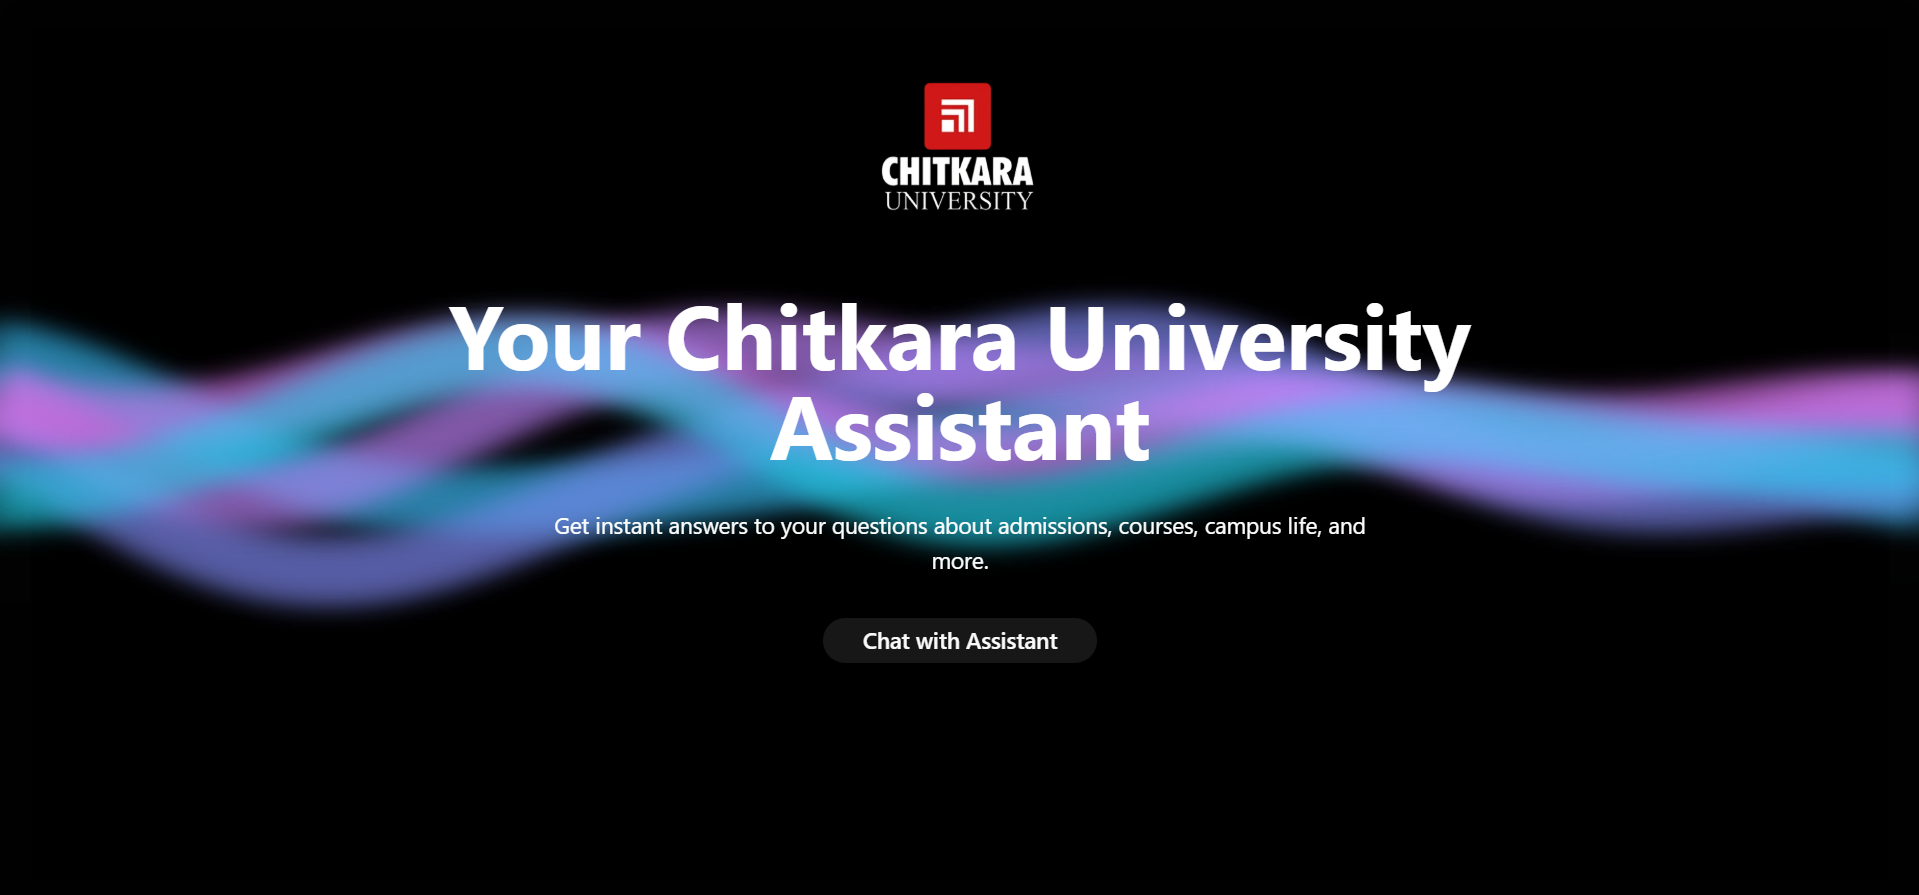 CHITKARA
UNIVERSITY
Your Chitkara University
Assistant
Get instant answers to your questions about admissions, courses, campus life, and
more.
Chat with Assistant